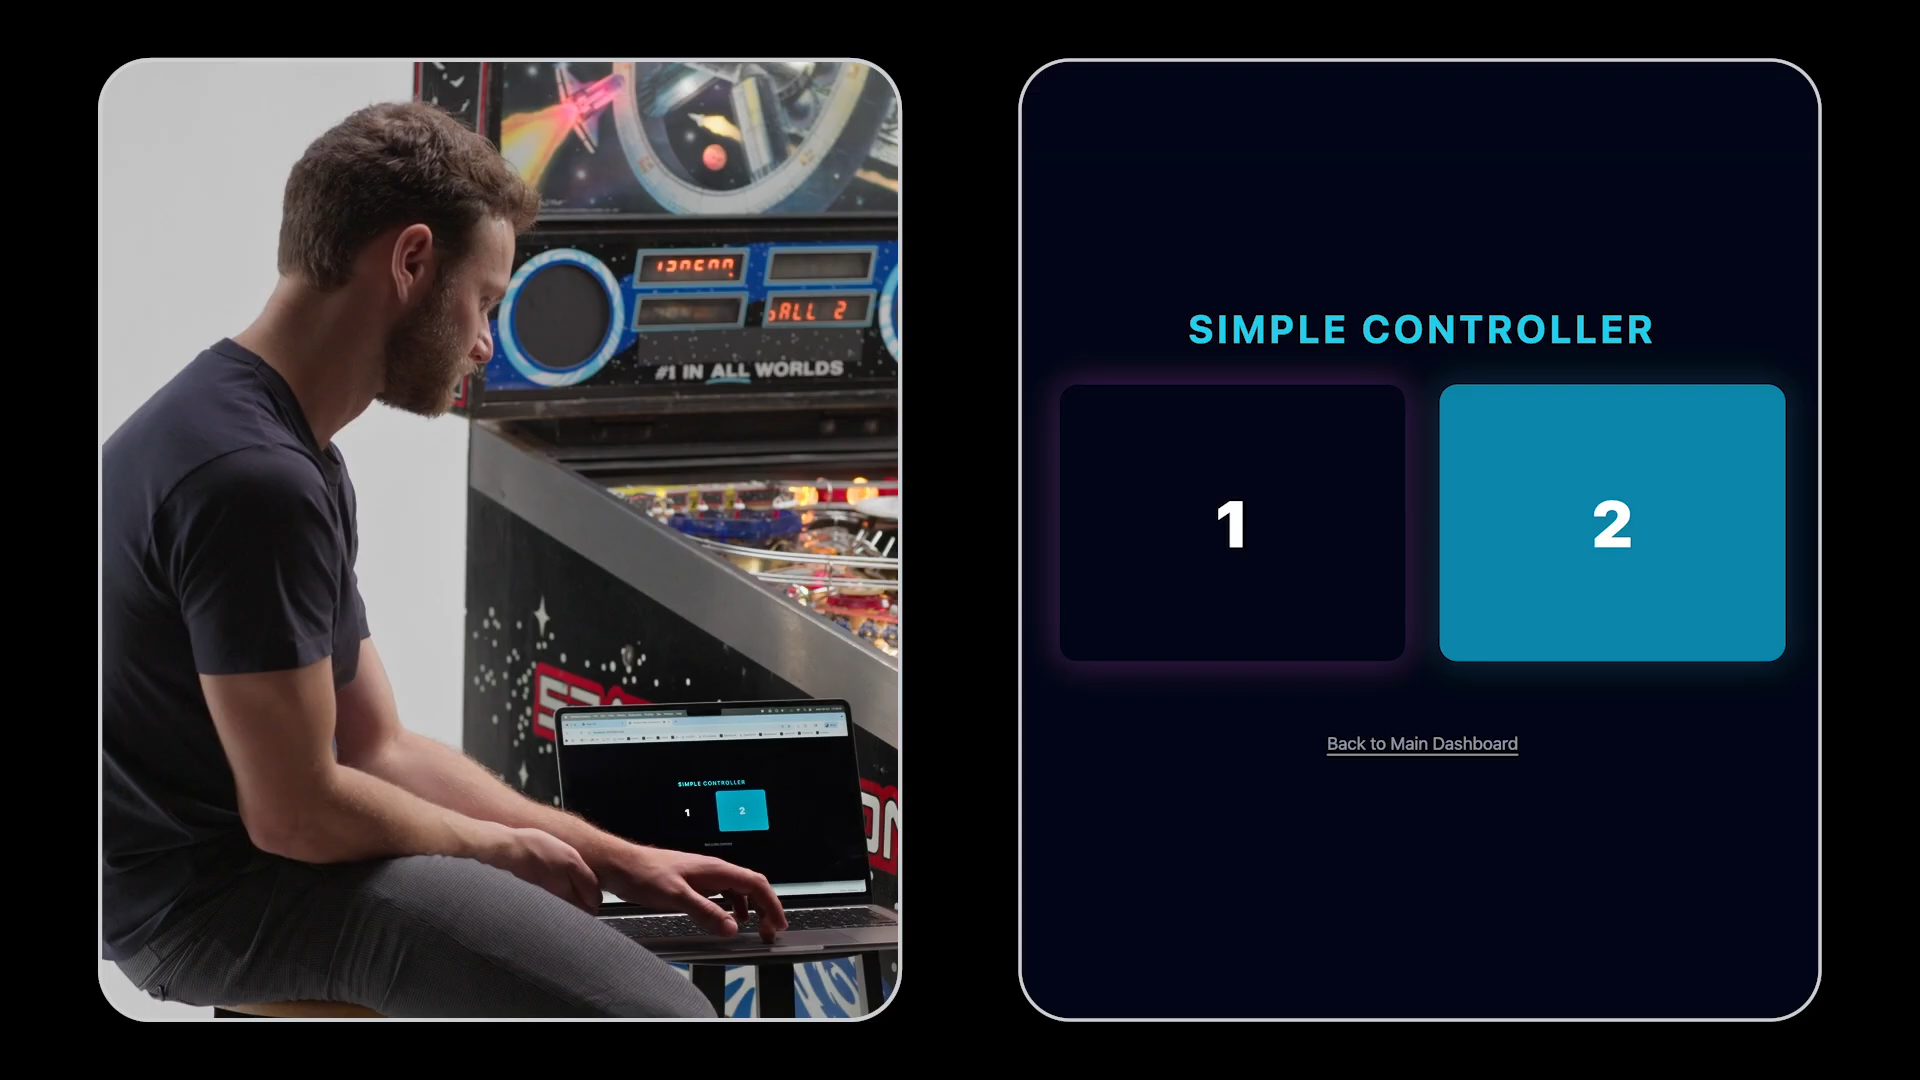 bALL 2
#1 IN ALL WORLDS
SIMPLE CONTROLLER
1
2
SIMPLE CONTROLLER
1
2
Back to Main Dashboard